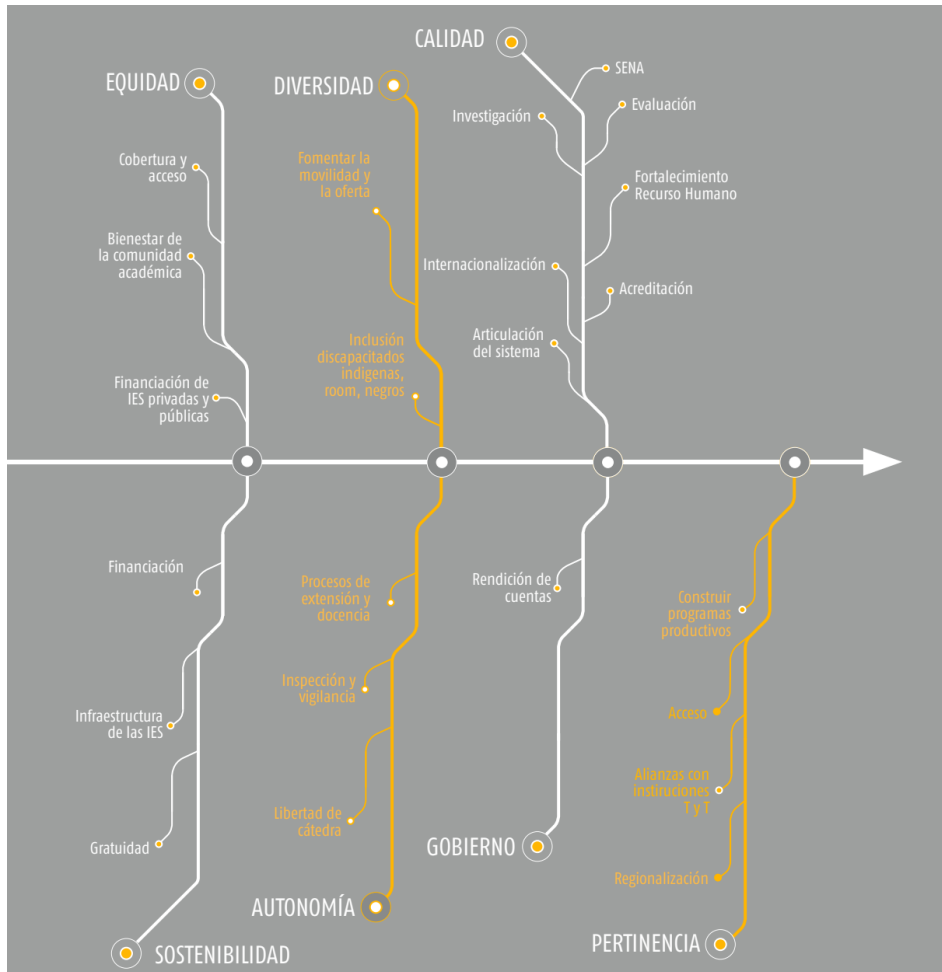 EQUIDAD
Cobertura y
acceso
Bienestar de
la comunidad
académica
Financiación de
IES privadas y
públicas
DIVERSIDAD
Fomentar la
movilidad y
la oferta
Inclusión
discapacitados
indígenas,
room, negros
CALIDAD
SENA
Investigación
Evaluación
Fortalecimiento
Recurso Humano
Internacionalización
Acreditación
Articulación
del sistema
Financiación
Infraestructura
de las IES
Gratuidad
SOSTENIBILIDAD
Procesos de
extensión y
docencia
Inspección y
vigilancia
Libertad de
cátedra
AUTONOMÍA
Rendición de
cuentas
GOBIERNO
Construir
programas
productivos
Acceso
Alianzas con
instiruciones
T y T
Regionalización
PERTINENCIA